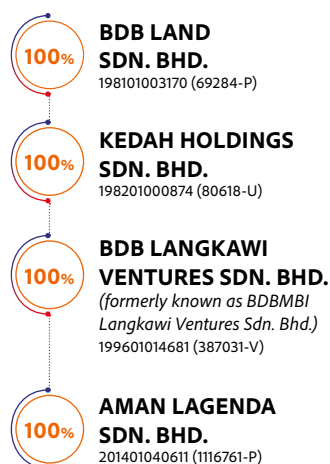 100%
BDB LAND
SDN. BHD.
198101003170 (69284-P)
100%
KEDAH HOLDINGS
SDN. BHD.
198201000874 (80618-U)
100%
BDB LANGKAWI
VENTURES SDN. BHD.
(formerly known as BDBMBI
Langkawi Ventures Sdn. Bhd.)
199601014681 (387031-V)
100%
AMAN LAGENDA
SDN. BHD.
201401040611 (1116761-P)